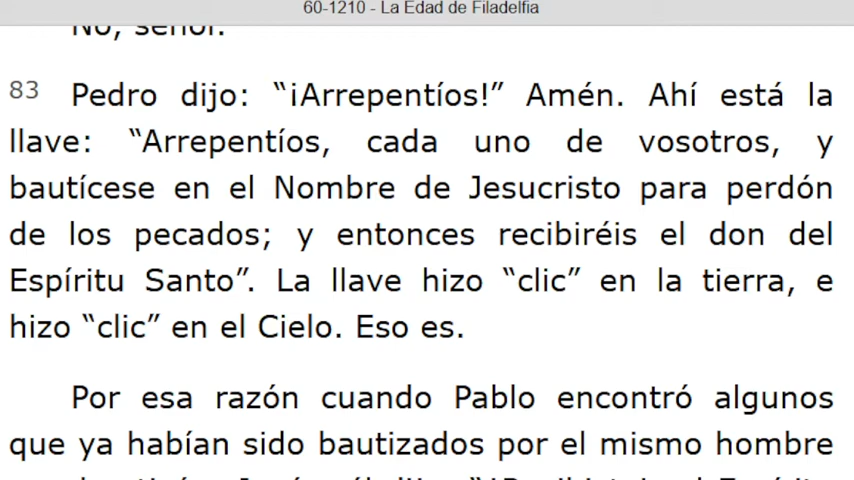 60-1210 - La Edad de Filadelfia
No, señor.
83 Pedro dijo: “¡Arrepentíos!” Amén. Ahí está la
llave: “Arrepentíos, cada uno de vosotros, y
bautícese en el Nombre de Jesucristo para perdón
de los pecados; y entonces recibiréis el don del
Espíritu Santo”. La llave hizo “clic” en la tierra, e
hizo “clic” en el Cielo. Eso es.
Por esa razón cuando Pablo encontró algunos
que ya habían sido bautizados por el mismo hombre